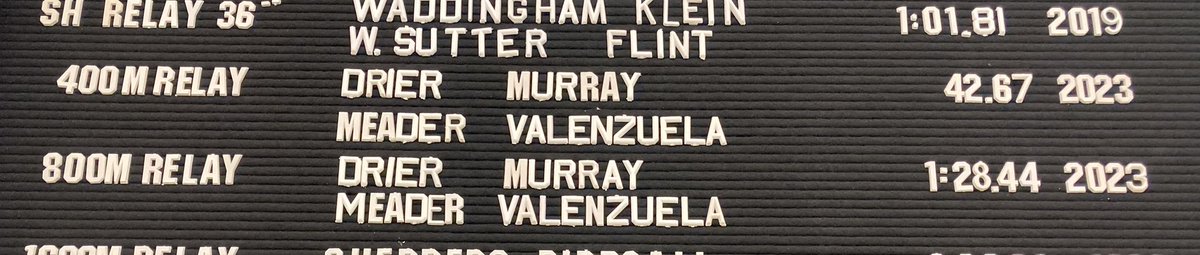 SH RELAY 36" WADDINGHAM KLEIN 1:01.81 2019
W. SUTTER FLINT
400M RELAY DRIER MURRAY 42.67 2023
MEADER VALENZUELA
800M RELAY DRIER MURRAY 1:28.44 2023
MEADER VALENZUELA
RELAY